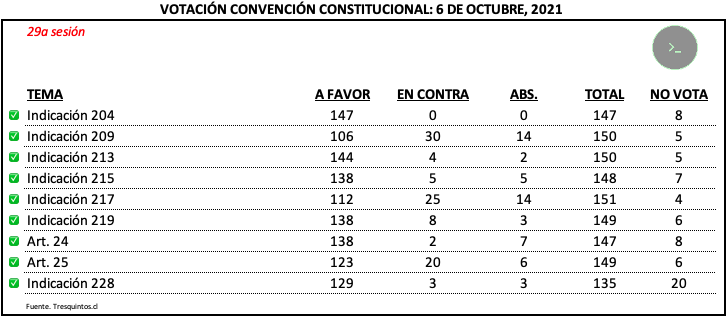 VOTACIÓN CONVENCIÓN CONSTITUCIONAL: 6 DE OCTUBRE, 2021
29a sesión
>_
TEMA A FAVOR EN CONTRA ABS. TOTAL NO VOTA
Indicación 204 147 0 0 147 8
Indicación 209 106 30 14 150 5
Indicación 213 144 4 2 150 5
Indicación 215 138 5 5 148 7
Indicación 217 112 25 14 151 4
Indicación 219 138 8 3 149 6
Art. 24 138 2 7 147 8
Art. 25 123 20 6 149 6
Indicación 228 129 3 3 135 20
Fuente. Tresquintos.cl